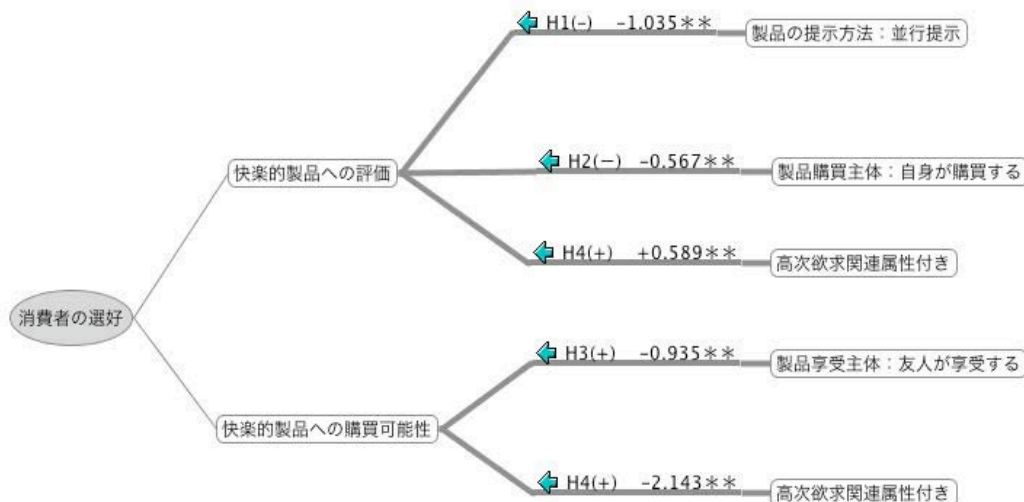 H1(-) -1.035**
製品の提示方法：並行提示
快楽的製品への評価
H2(−) -0.567**
製品購買主体：自身が購買する
H4(+) +0.589**
高次欲求関連属性付き
消費者の選好
H3(+) -0.935**
製品享受主体：友人が享受する
快楽的製品への購買可能性
H4(+) -2.143**
高次欲求関連属性付き